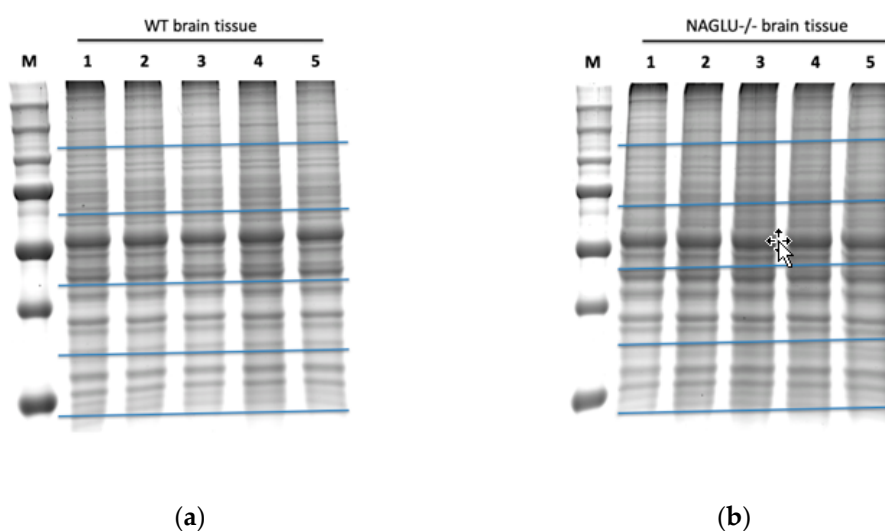 WT brain tissue
M 1 2 3 4 5
(a)
NAGLU-/- brain tissue
M 1 2 3 4 5
(b)